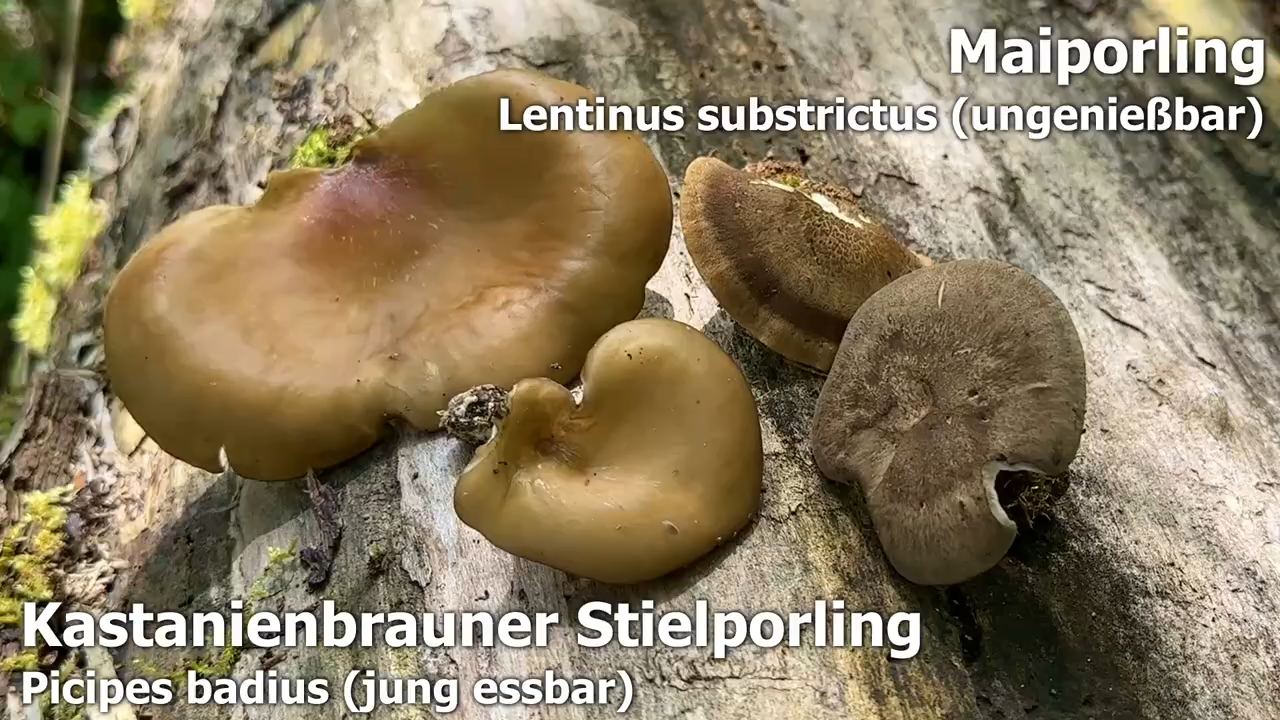 Maiporling
Lentinus substrictus (ungenießbar)
Kastanienbrauner Stielporling
Picipes badius (jung essbar)